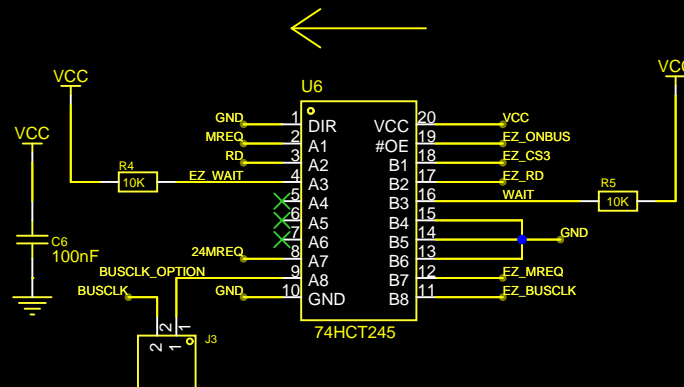 U6
VCC
VCC
GND 1 DIR VCC 20 VCC
MREQ 2 A1 #OE 19 EZ_ONBUS
RD 3 A2 B1 18 EZ_CS3
R4 10K EZ_WAIT 4 A3 B2 17 EZ_RD
5 A4 B3 16 WAIT R5 10K
6 A5 B4 15
7 A6 B5 14 GND
24MREQ 8 A7 B6 13
BUSCLK_OPTION 9 A8 B7 12 EZ_MREQ
BUSCLK GND 10 GND B8 11 EZ_BUSCLK
VCC
C6
100nF
74HCT245
2 1
2 1
J3